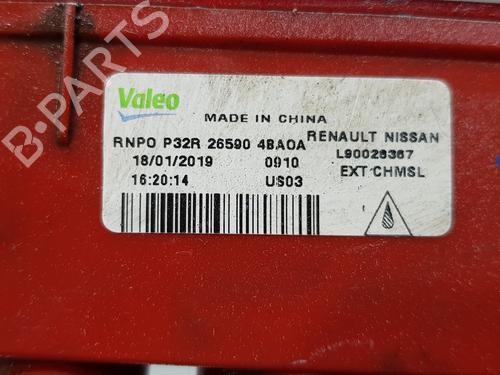 Valeo
MADE IN CHINA
RNPO P32R 26590 4BA0A
RENAULT NISSAN
18/01/2019 0910
L90028367
16:20:14 US03
EXT CHMSL
B-PARTS